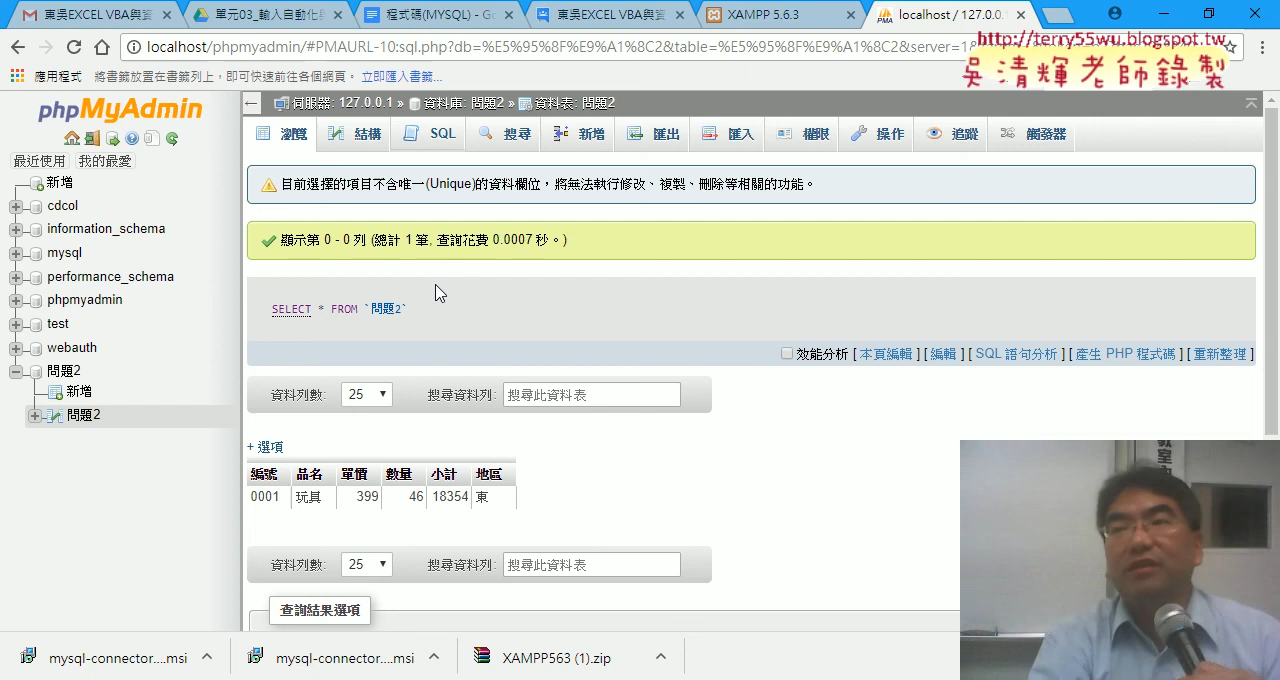 東吳EXCEL VBA與資
單元03_輸入自動化與
程式碼(MYSQL) - Go
東吳EXCEL VBA與資
XAMPP 5.6.3
localhost / 127.0.0.
localhost/phpmyadmin/#PMAURL-10:sql.php?db=%E5%95%8F%E9%A1%8C2&table=%E5%95%8F%E9%A1%8C2&server=1&
http://terry55wu.blogspot.tw
吳清輝老師錄製
應用程式 將書籤放置在書籤列上，即可快速前往各個網頁。 立即匯入書籤...
phpMyAdmin
最近使用 我的最愛
新增
cdcol
information_schema
mysql
performance_schema
phpmyadmin
test
webauth
問題2
新增
問題2
伺服器: 127.0.0.1 » 資料庫: 問題2 » 資料表: 問題2
瀏覽 結構 SQL 搜尋 新增 匯出 匯入 權限 操作 追蹤 觸發器
目前選擇的項目不含唯一(Unique)的資料欄位，將無法執行修改、複製、刪除等相關的功能。
顯示第 0 - 0 列 (總計 1 筆, 查詢花費 0.0007 秒。)
SELECT * FROM `問題2`
效能分析 [ 本頁編輯 ] [ 編輯 ] [ SQL 語句分析 ] [ 產生 PHP 程式碼 ] [ 重新整理 ]
資料列數: 25 搜尋資料列: 搜尋此資料表
+ 選項
編號 品名 單價 數量 小計 地區
0001 玩具 399 46 18354 東
資料列數: 25 搜尋資料列: 搜尋此資料表
查詢結果選項
教室內
mysql-connector....msi
mysql-connector....msi
XAMPP563 (1).zip